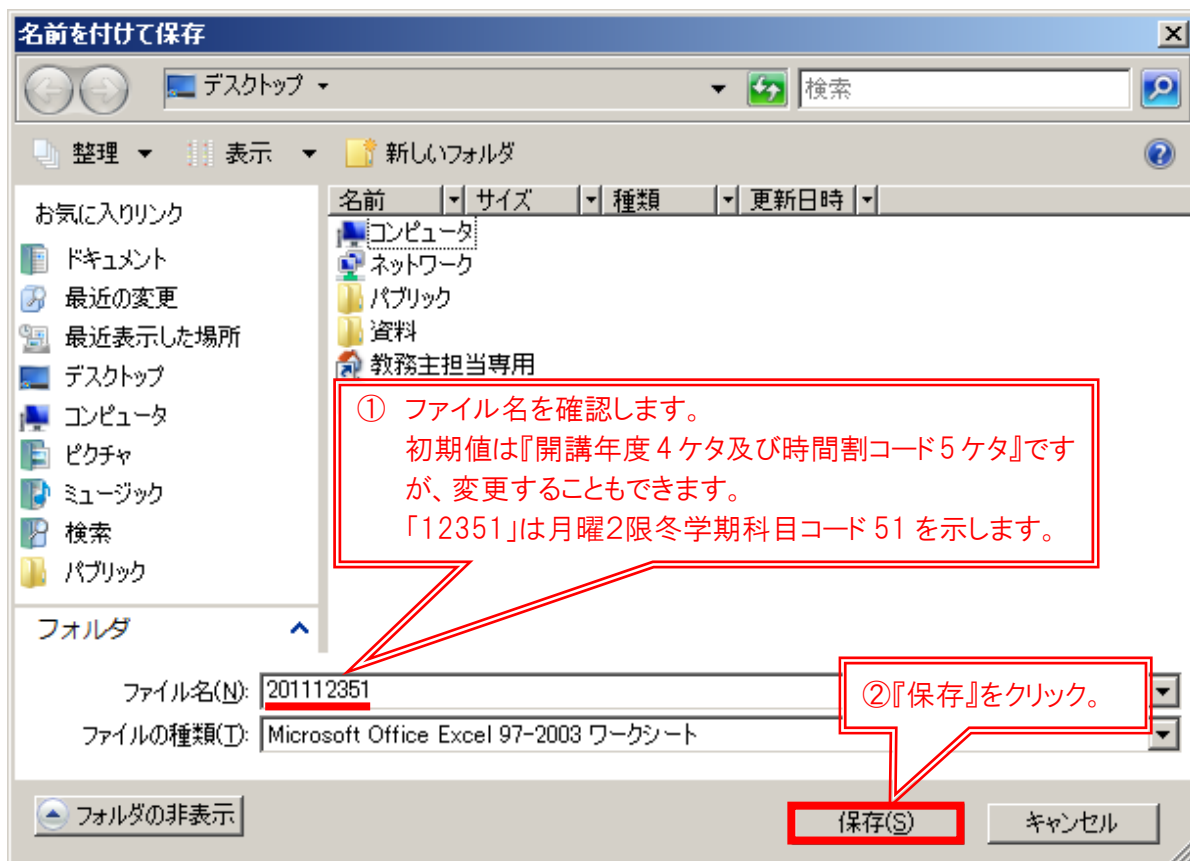 名前を付けて保存
デスクトップ
検索
整理 表示 新しいフォルダ
お気に入りリンク
ドキュメント
最近の変更
最近表示した場所
デスクトップ
コンピュータ
ピクチャ
ミュージック
検索
パブリック
フォルダ
名前 サイズ 種類 更新日時
コンピュータ
ネットワーク
パブリック
資料
教務主担当専用
① ファイル名を確認します。
初期値は『開講年度４ケタ及び時間割コード５ケタ』です
が、変更することもできます。
「12351」は月曜２限冬学期科目コード 51 を示します。
ファイル名(N): 201112351
②『保存』をクリック。
ファイルの種類(T): Microsoft Office Excel 97-2003 ワークシート
フォルダの非表示
保存(S) キャンセル